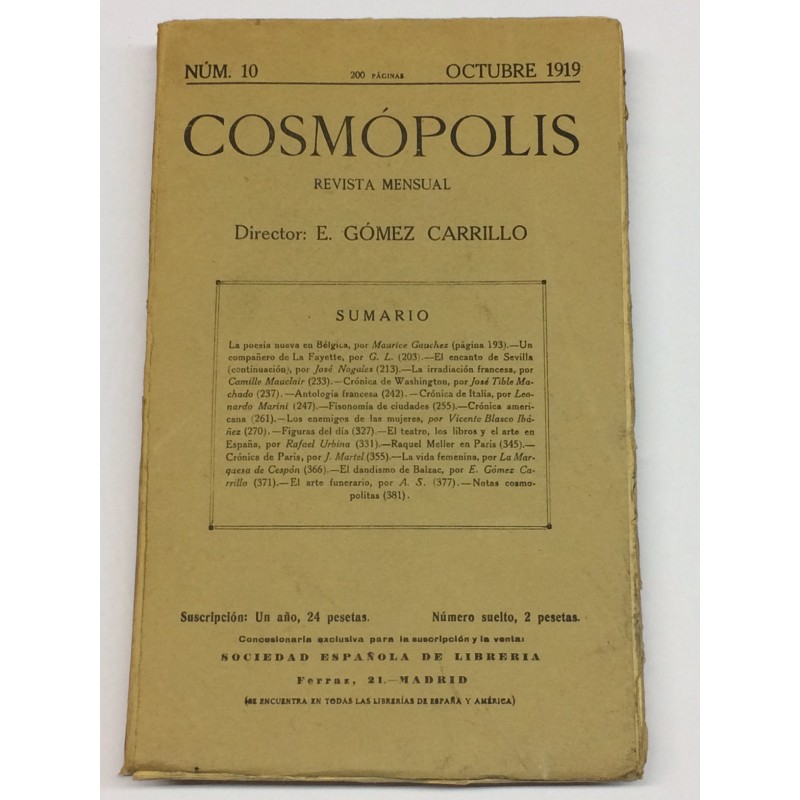 NÚM. 10 200 PÁGINAS OCTUBRE 1919
COSMÓPOLIS
REVISTA MENSUAL
Director: E. GÓMEZ CARRILLO
SUMARIO
La poesía nueva en Bélgica, por Maurice Gauchez (página 193).—Un
compañero de La Fayette, por G. L. (203).—El encanto de Sevilla
(continuación), por José Nogales (213).—La irradiación francesa, por
Camille Mauclair (233).—Crónica de Washington, por José Tible Ma-
chado (237).—Antología francesa (242).—Crónica de Italia, por Leo-
nardo Marini (247).—Fisonomía de ciudades (255).—Crónica ameri-
cana (261).—Los enemigos de las mujeres, por Vicente Blasco Ibá-
ñez (270).—Figuras del día (327).—El teatro, los libros y el arte en
España, por Rafael Urbina (331).—Raquel Meller en París (345).—
Crónica de París, por J. Martel (355).—La vida femenina, por La Mar-
quesa de Cespón (366).—El dandismo de Balzac, por E. Gómez Ca-
rrillo (371).—El arte funerario, por A. S. (377).—Notas cosmo-
politas (381).
Suscripción: Un año, 24 pesetas. Número suelto, 2 pesetas.
Concesionaria exclusiva para la suscripción y la venta:
SOCIEDAD ESPAÑOLA DE LIBRERIA
Ferraz, 21.—MADRID
(SE ENCUENTRA EN TODAS LAS LIBRERÍAS DE ESPAÑA Y AMÉRICA)